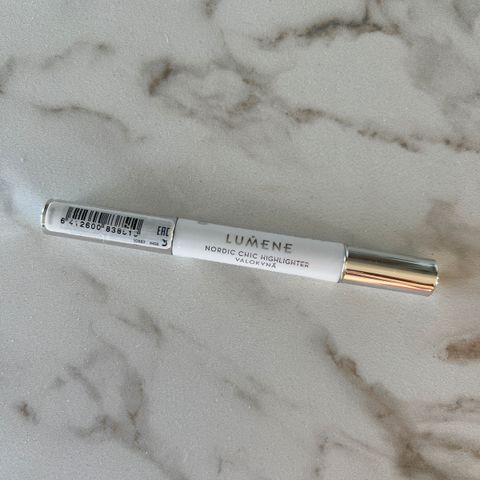 LUMENE
NORDIC CHIC HIGHLIGHTER
VALOKYNÄ
EAC